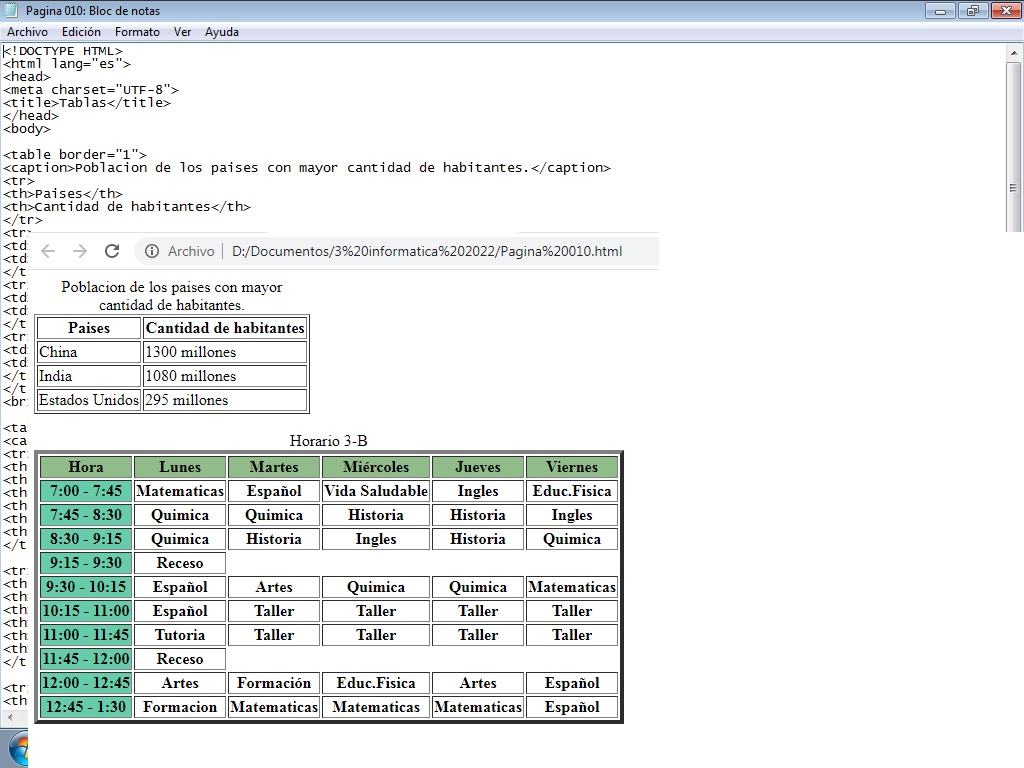 Pagina 010: Bloc de notas
Archivo Edición Formato Ver Ayuda
<!DOCTYPE HTML>
<html lang="es">
<head>
<meta charset="UTF-8">
<title>Tablas</title>
</head>
<body>
<table border="1">
<caption>Poblacion de los paises con mayor cantidad de habitantes.</caption>
<tr>
<th>Paises</th>
<th>Cantidad de habitantes</th>
</tr>
<tr>
<td
<td
</t
<tr
<td
<td
</t
<tr
<td
<td
</t
</t
<br
<ta
<ca
<tr
<th
<th
<th
<th
<th
<th
</t
<tr
<th
<th
<th
<th
<th
<th
</t
<tr
<th
Archivo | D:/Documentos/3%20informatica%202022/Pagina%20010.html
Poblacion de los paises con mayor
cantidad de habitantes.
Paises Cantidad de habitantes
China 1300 millones
India 1080 millones
Estados Unidos 295 millones
Horario 3-B
Hora Lunes Martes Miércoles Jueves Viernes
7:00 - 7:45 Matematicas Español Vida Saludable Ingles Educ.Fisica
7:45 - 8:30 Quimica Quimica Historia Historia Ingles
8:30 - 9:15 Quimica Historia Ingles Historia Quimica
9:15 - 9:30 Receso
9:30 - 10:15 Español Artes Quimica Quimica Matematicas
10:15 - 11:00 Español Taller Taller Taller Taller
11:00 - 11:45 Tutoria Taller Taller Taller Taller
11:45 - 12:00 Receso
12:00 - 12:45 Artes Formación Educ.Fisica Artes Español
12:45 - 1:30 Formacion Matematicas Matematicas Matematicas Español